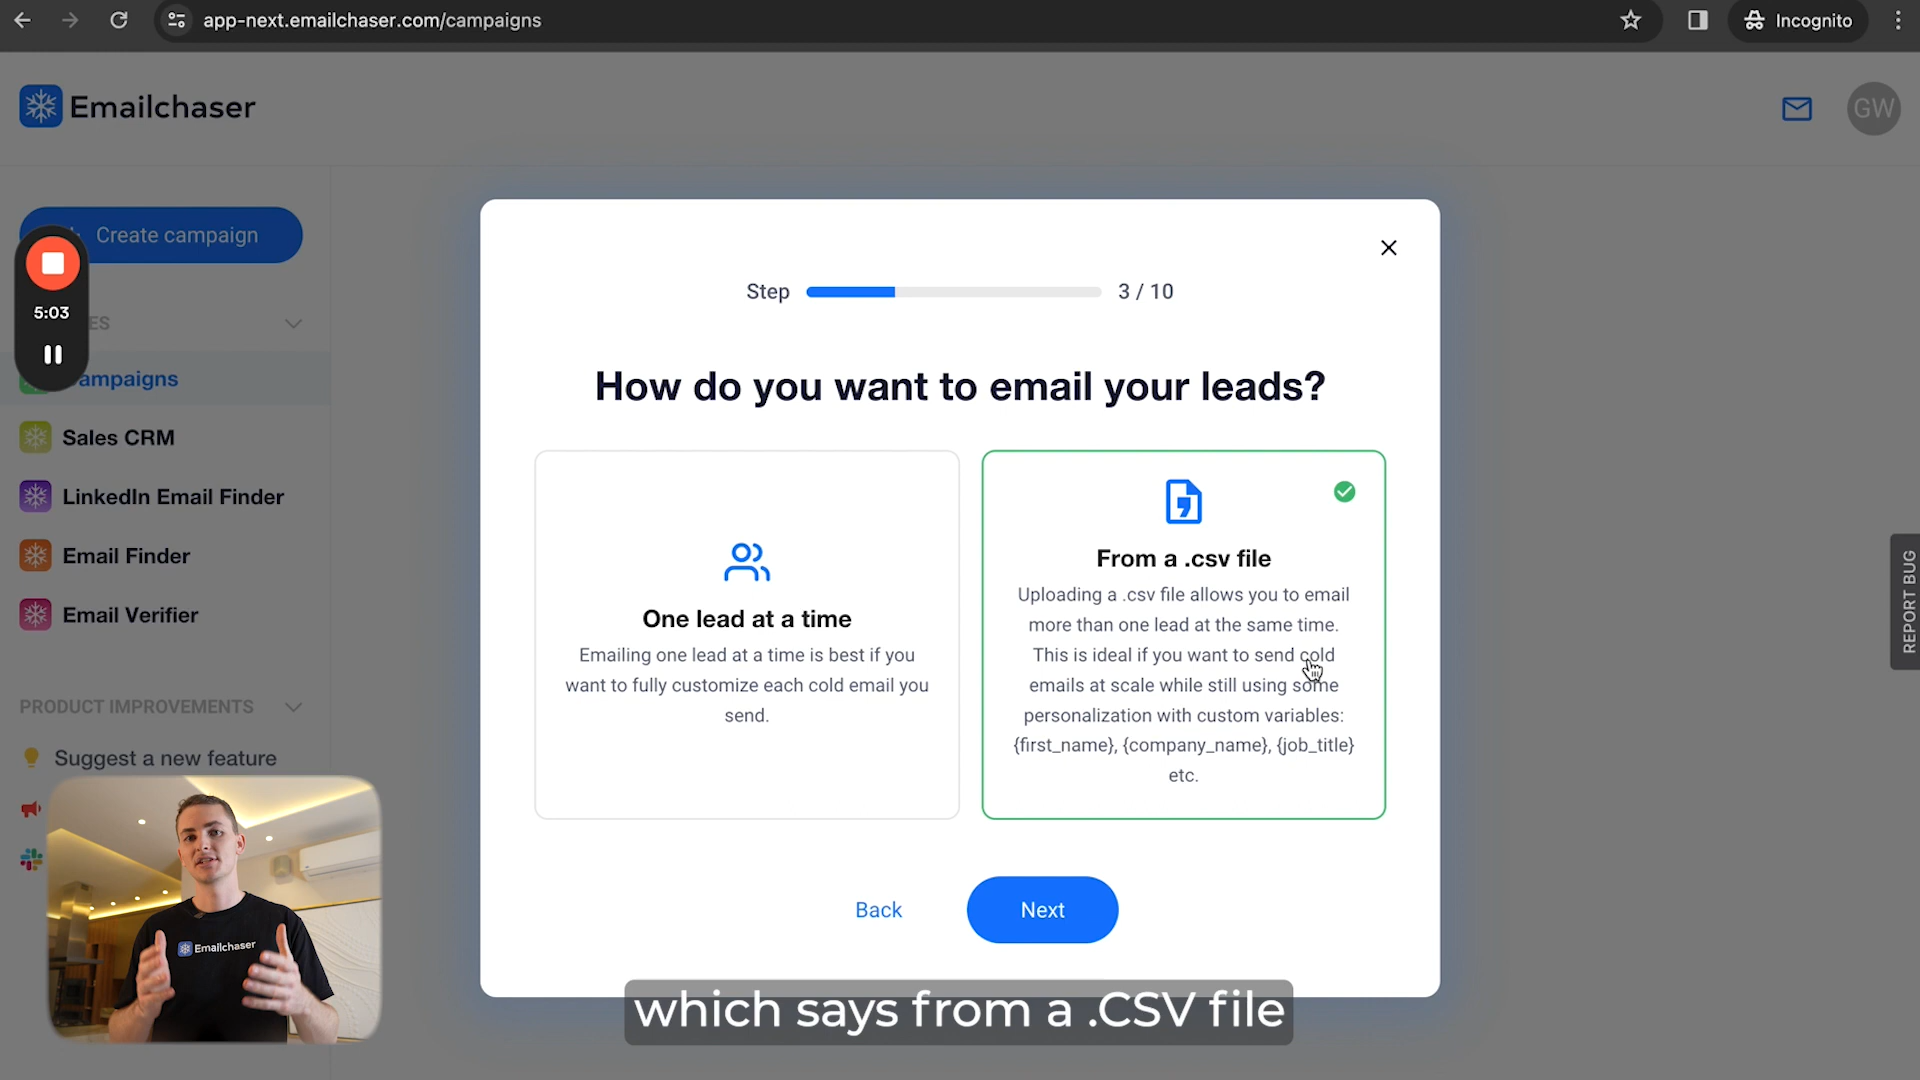 app-next.emailchaser.com/campaigns
Incognito
Emailchaser
GW
Create campaign
5:03
ES
ampaigns
Sales CRM
LinkedIn Email Finder
Email Finder
Email Verifier
PRODUCT IMPROVEMENTS
Suggest a new feature
Step
3 / 10
How do you want to email your leads?
One lead at a time
Emailing one lead at a time is best if you
want to fully customize each cold email you
send.
From a .csv file
Uploading a .csv file allows you to email
more than one lead at the same time.
This is ideal if you want to send cold
emails at scale while still using some
personalization with custom variables:
{first_name}, {company_name}, {job_title}
etc.
Back
Next
REPORT BUG
Emailchaser
which says from a .CSV file